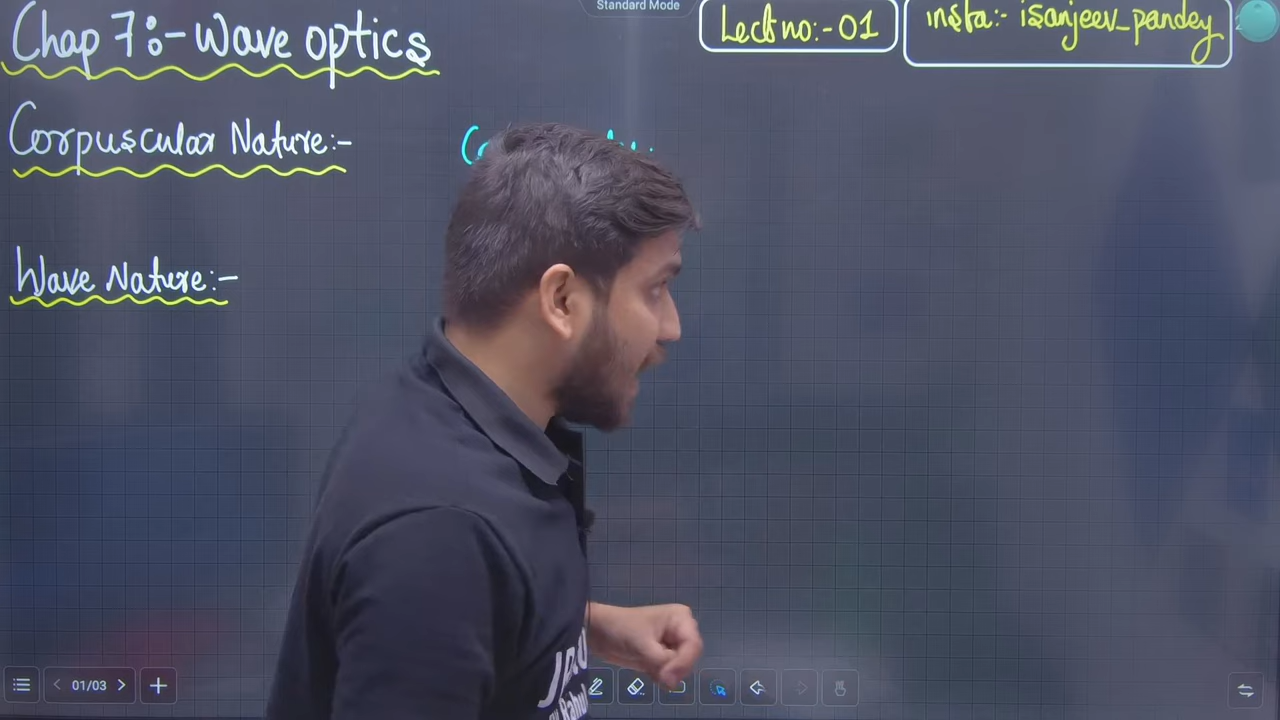 Standard Mode
Chap 7:- Wave optics
Lect no:- 01
insta:- isanjeev_pandey
Corpuscular Nature:-
Wave Nature:-
01/03